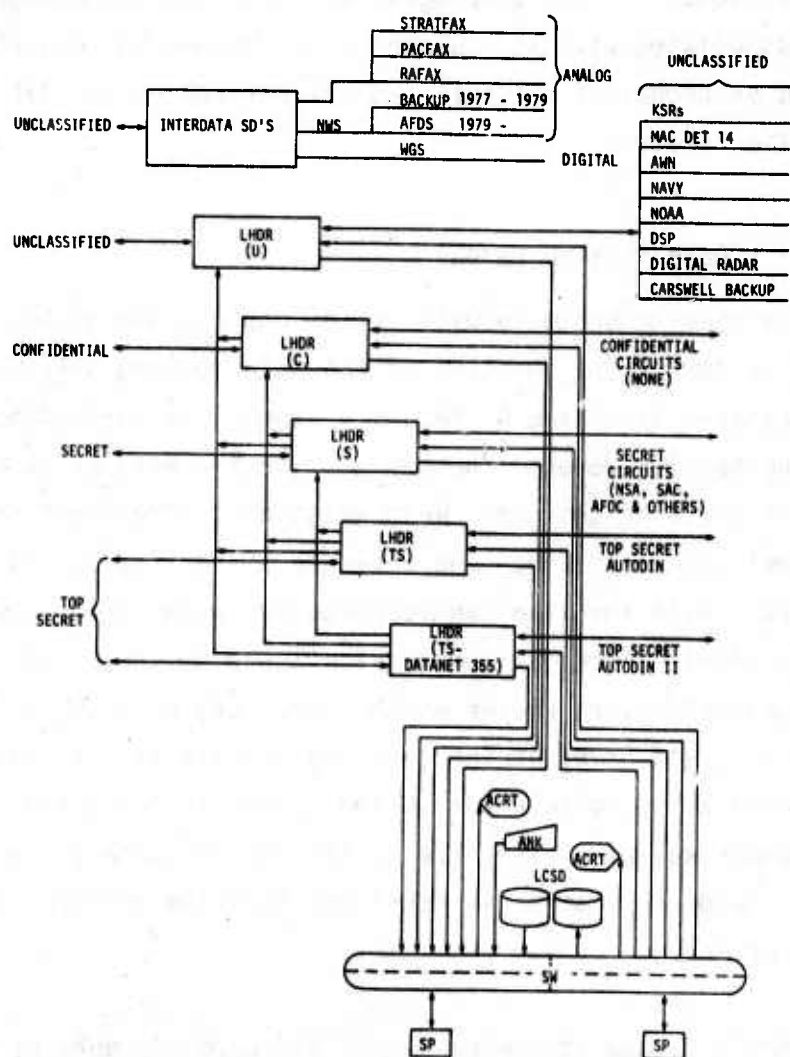 STRATFAX
PACFAX
RAFAX
BACKUP 1977 - 1979
AFDS 1979 -
WGS
ANALOG
DIGITAL
UNCLASSIFIED
INTERDATA SD'S
NWS
UNCLASSIFIED
KSRs
MAC DET 14
AWN
NAVY
NOAA
DSP
DIGITAL RADAR
CARSWELL BACKUP
UNCLASSIFIED
LHDR
(U)
CONFIDENTIAL
LHDR
(C)
CONFIDENTIAL
CIRCUITS
(NONE)
SECRET
LHDR
(S)
SECRET
CIRCUITS
(NSA, SAC,
AFOC & OTHERS)
LHDR
(TS)
TOP SECRET
AUTODIN
TOP
SECRET
LHDR
(TS-
DATANET 355)
TOP SECRET
AUTODIN II
ACRT
ANK
ACRT
LCSD
SW
SP
SP